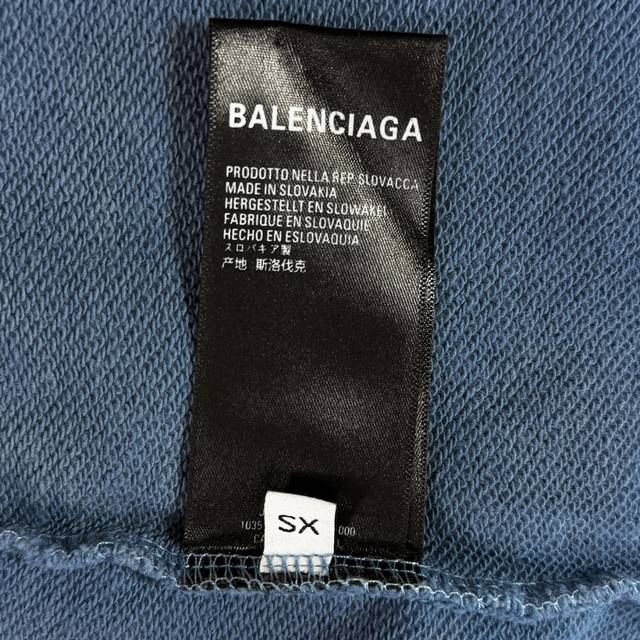 BALENCIAGA
PRODOTTO NELLA REP. SLOVACCA
MADE IN SLOVAKIA
HERGESTELLT EN SLOWAKEI
FABRIQUE EN SLOVAQUIE
HECHO EN ESLOVAQUIA
スロバキア製
产地 斯洛伐克
XS